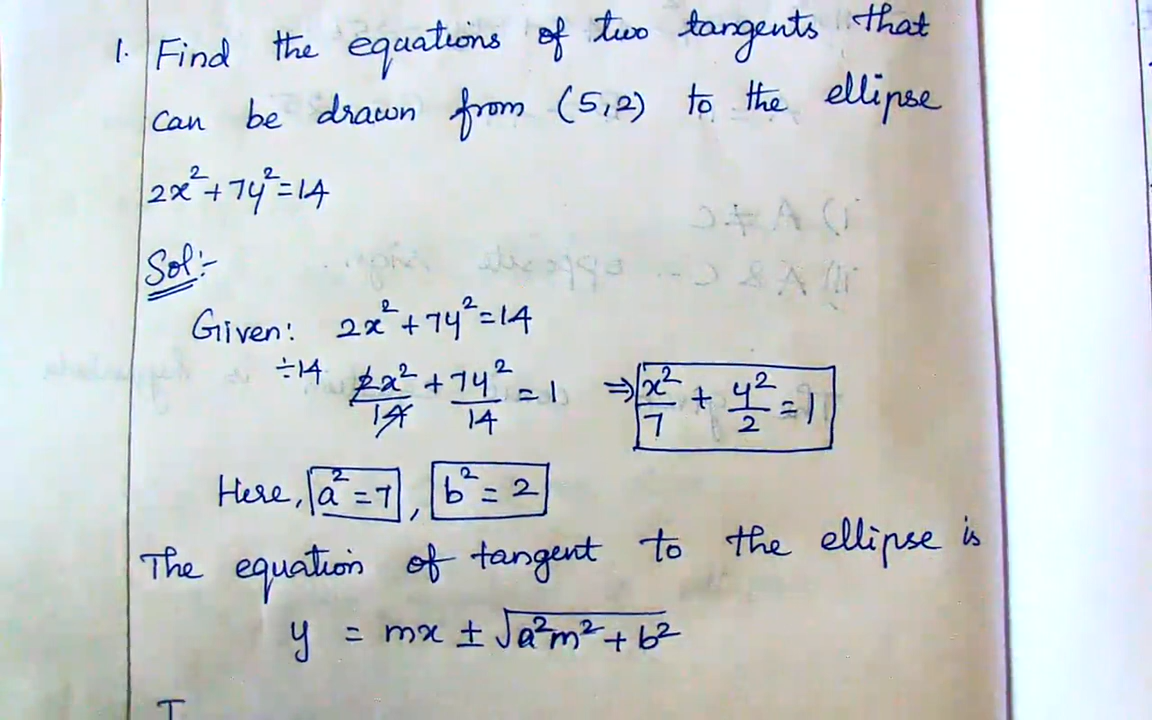 1. Find the equations of two tangents that
can be drawn from (5,2) to the ellipse
2x²+7y²=14
Sol:-
Given: 2x²+7y²=14
÷14 2x²/14 + 7y²/14 = 1 ⇒ x²/7 + y²/2 = 1
Here, a²=7, b²=2
The equation of tangent to the ellipse is
y = mx ± √a²m²+b²